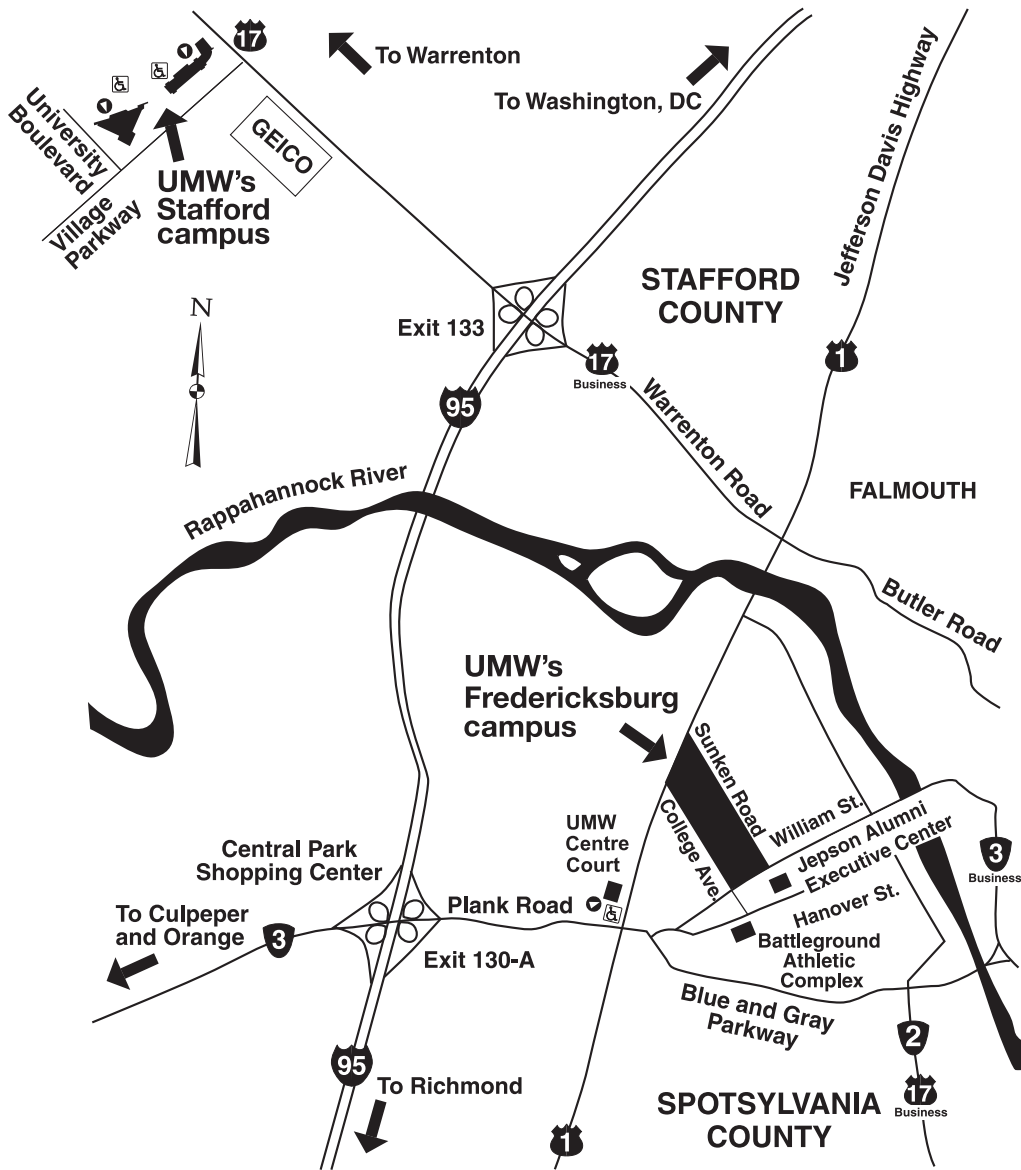 17
To Warrenton
To Washington, DC
Jefferson Davis Highway
University
Boulevard
GEICO
UMW's
Stafford
campus
Village
Parkway
STAFFORD
COUNTY
N
Exit 133
17
Business
1
95
Warrenton Road
Rappahannock River
FALMOUTH
Butler Road
UMW's
Fredericksburg
campus
Sunken Road
College Ave.
William St.
UMW
Centre
Court
Jepson Alumni
Executive Center
3
Business
Central Park
Shopping Center
Plank Road
Hanover St.
To Culpeper
and Orange
3
Exit 130-A
Battleground
Athletic
Complex
Blue and Gray
Parkway
2
95
To Richmond
17
Business
1
SPOTSYLVANIA
COUNTY